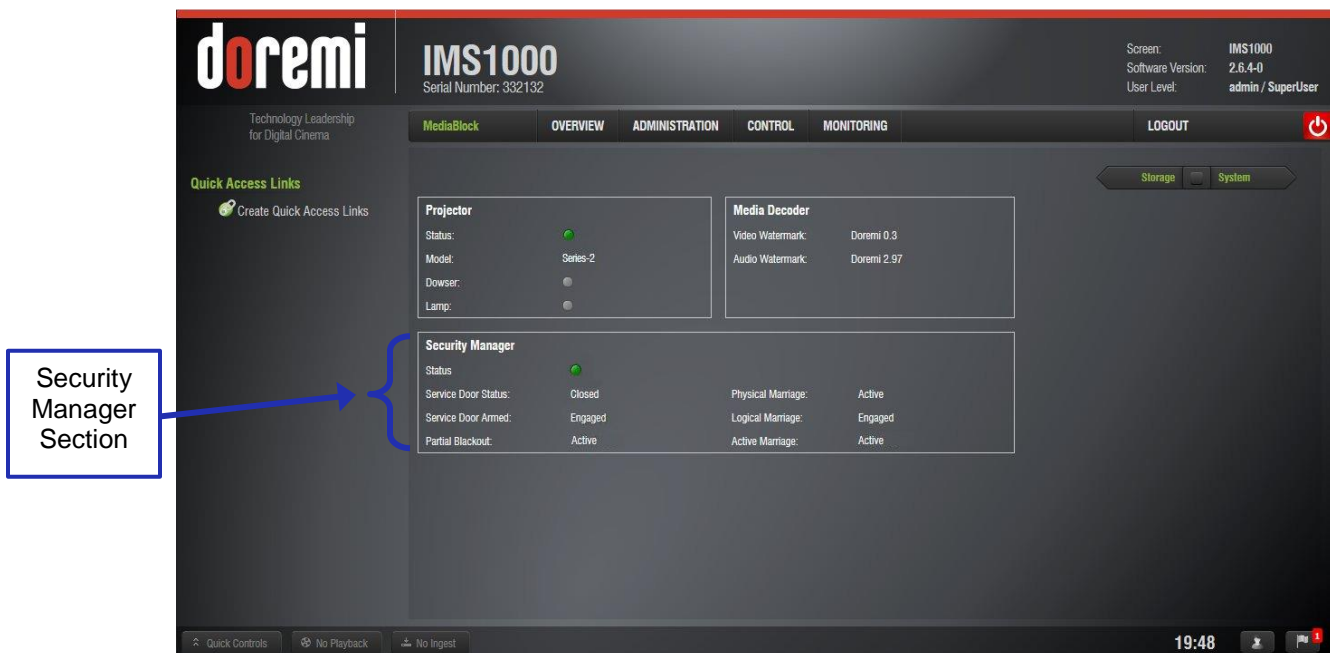 doremi
Technology Leadership
for Digital Cinema
IMS1000
Serial Number: 332132
Screen: IMS1000
Software Version: 2.6.4-0
User Level: admin / SuperUser
MediaBlock OVERVIEW ADMINISTRATION CONTROL MONITORING LOGOUT
Quick Access Links
Create Quick Access Links
Storage System
Projector
Status:
Model: Series-2
Dowser:
Lamp:
Media Decoder
Video Watermark: Doremi 0.3
Audio Watermark: Doremi 2.97
Security
Manager
Section
Security Manager
Status
Service Door Status: Closed Physical Marriage: Active
Service Door Armed: Engaged Logical Marriage: Engaged
Partial Blackout: Active Active Marriage: Active
Quick Controls No Playback No Ingest 19:48 1